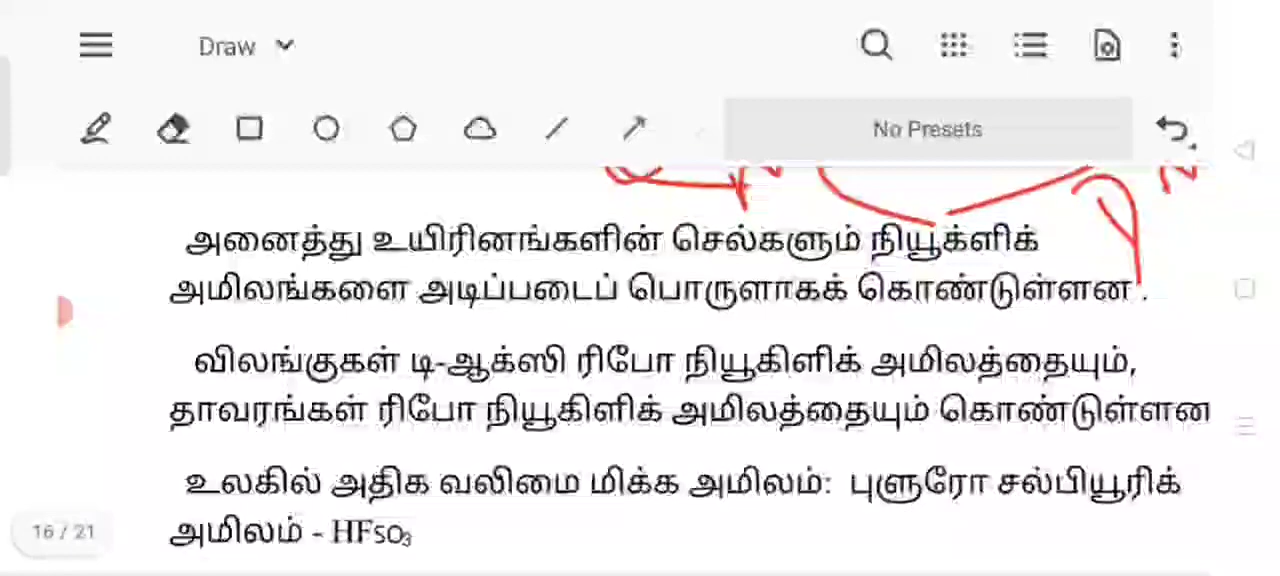 Draw
No Presets
அனைத்து உயிரினங்களின் செல்களும் நியூக்ளிக்
அமிலங்களை அடிப்படைப் பொருளாகக் கொண்டுள்ளன .
விலங்குகள் டி-ஆக்ஸி ரிபோ நியூகிளிக் அமிலத்தையும்,
தாவரங்கள் ரிபோ நியூகிளிக் அமிலத்தையும் கொண்டுள்ளன
உலகில் அதிக வலிமை மிக்க அமிலம்: புளுரோ சல்பியூரிக்
அமிலம் - HFSO₃
16 / 21